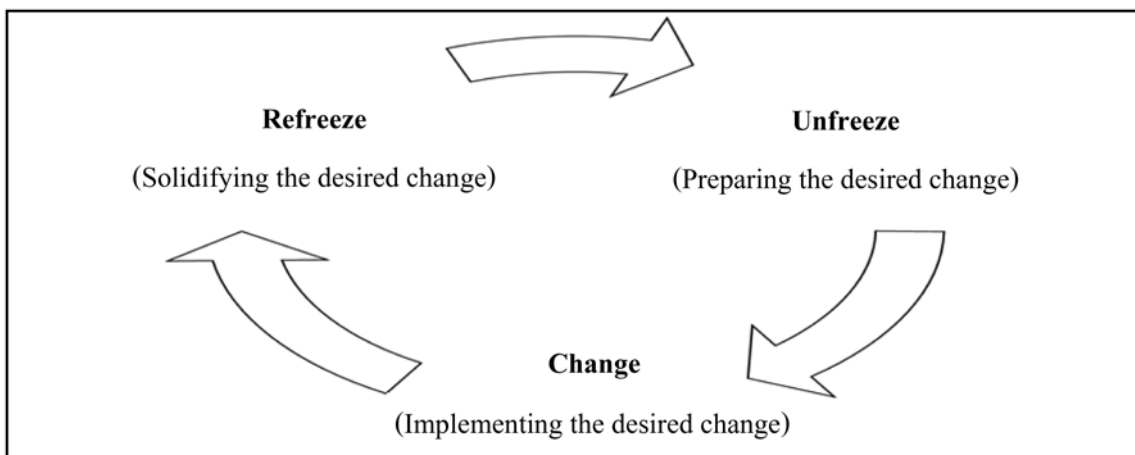 Refreeze
(Solidifying the desired change)
Unfreeze
(Preparing the desired change)
Change
(Implementing the desired change)